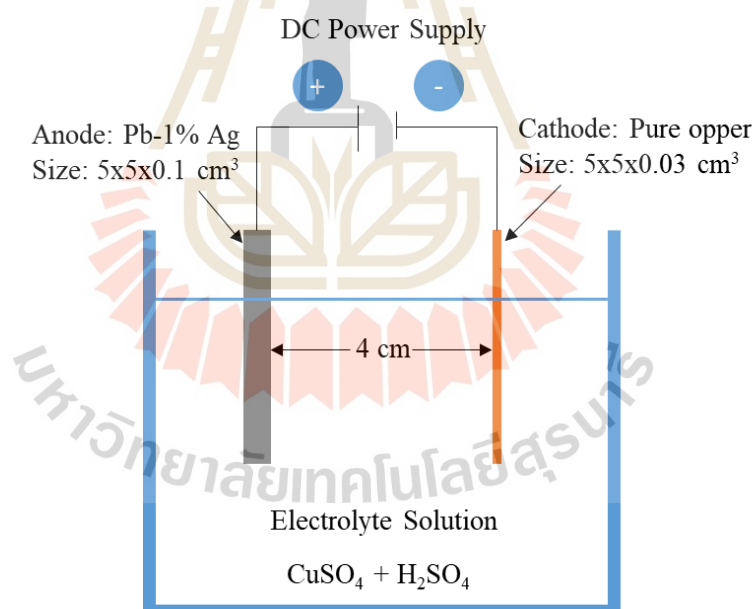 DC Power Supply
+ -
Anode: Pb-1% Ag
Size: 5x5x0.1 cm³
Cathode: Pure opper
Size: 5x5x0.03 cm³
4 cm
Electrolyte Solution
CuSO₄ + H₂SO₄
มหาวิทยาลัยเทคโนโลยีสุรนาร